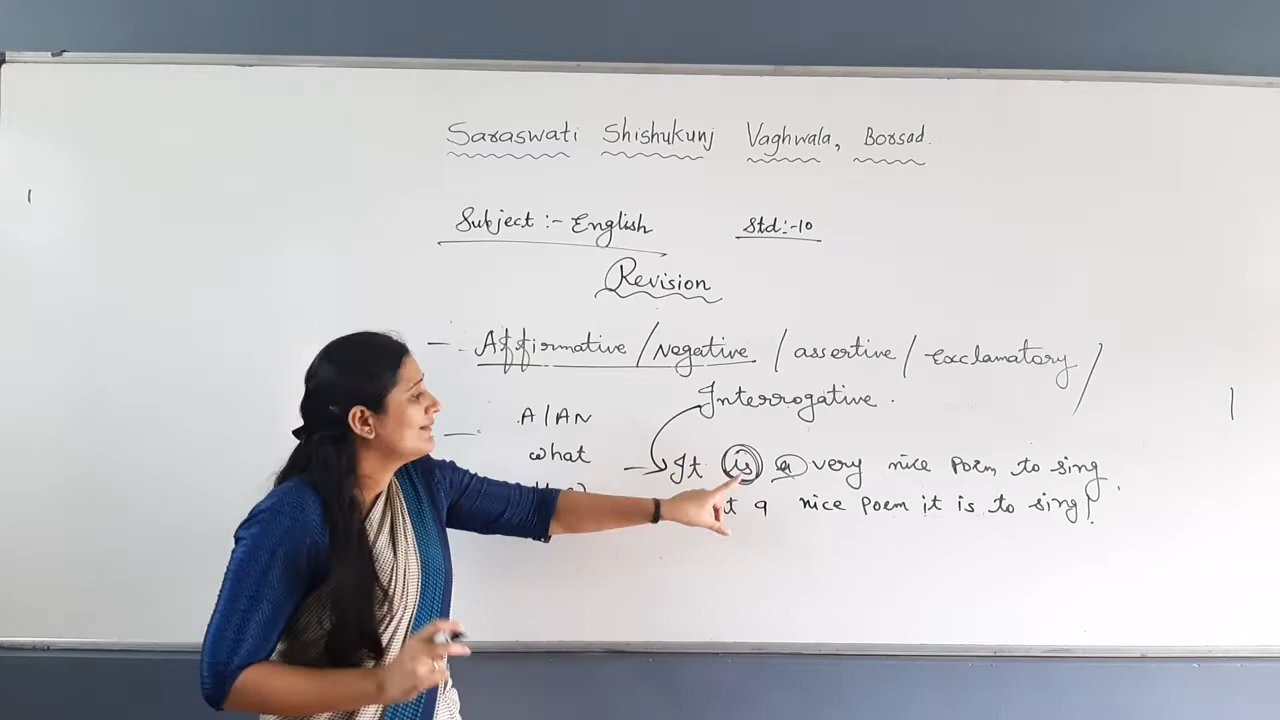 Saraswati Shishukunj Vaghwala, Borsad.
Subject :- English Std:-10
Revision
- Affirmative / Negative / assertive / Exclamatory /
Interrogative.
- A/AN
what
→ It is a very nice Poem to sing.
a nice poem it is to sing!